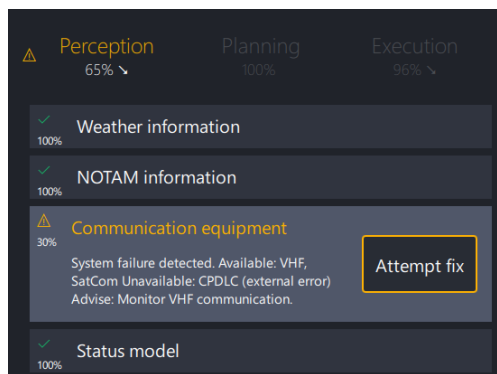 Perception Planning Execution
65% ↘ 100% 96% ↘
Weather information
100%
NOTAM information
100%
Communication equipment
30%
System failure detected. Available: VHF,
SatCom Unavailable: CPDLC (external error)
Advise: Monitor VHF communication.
Attempt fix
Status model
100%